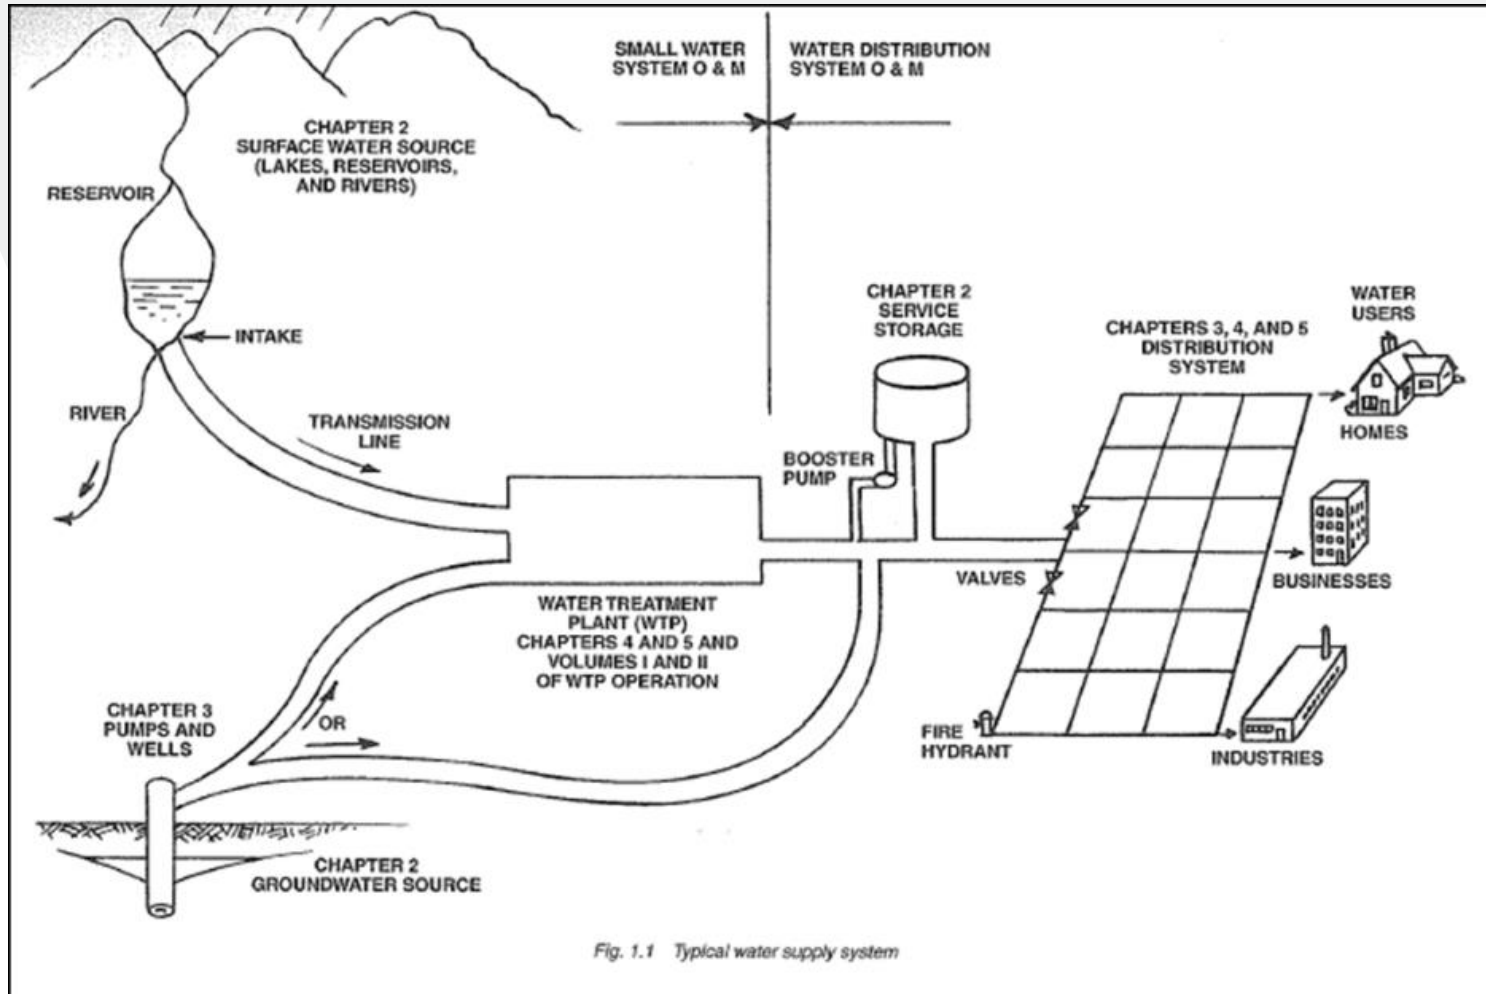 SMALL WATER
SYSTEM O & M
WATER DISTRIBUTION
SYSTEM O & M
CHAPTER 2
SURFACE WATER SOURCE
(LAKES, RESERVOIRS,
AND RIVERS)
RESERVOIR
INTAKE
RIVER
TRANSMISSION
LINE
CHAPTER 2
SERVICE
STORAGE
BOOSTER
PUMP
CHAPTERS 3, 4, AND 5
DISTRIBUTION
SYSTEM
WATER
USERS
HOMES
VALVES
BUSINESSES
WATER TREATMENT
PLANT (WTP)
CHAPTERS 4 AND 5 AND
VOLUMES I AND II
OF WTP OPERATION
CHAPTER 3
PUMPS AND
WELLS
OR
FIRE
HYDRANT
INDUSTRIES
CHAPTER 2
GROUNDWATER SOURCE
Fig. 1.1 Typical water supply system